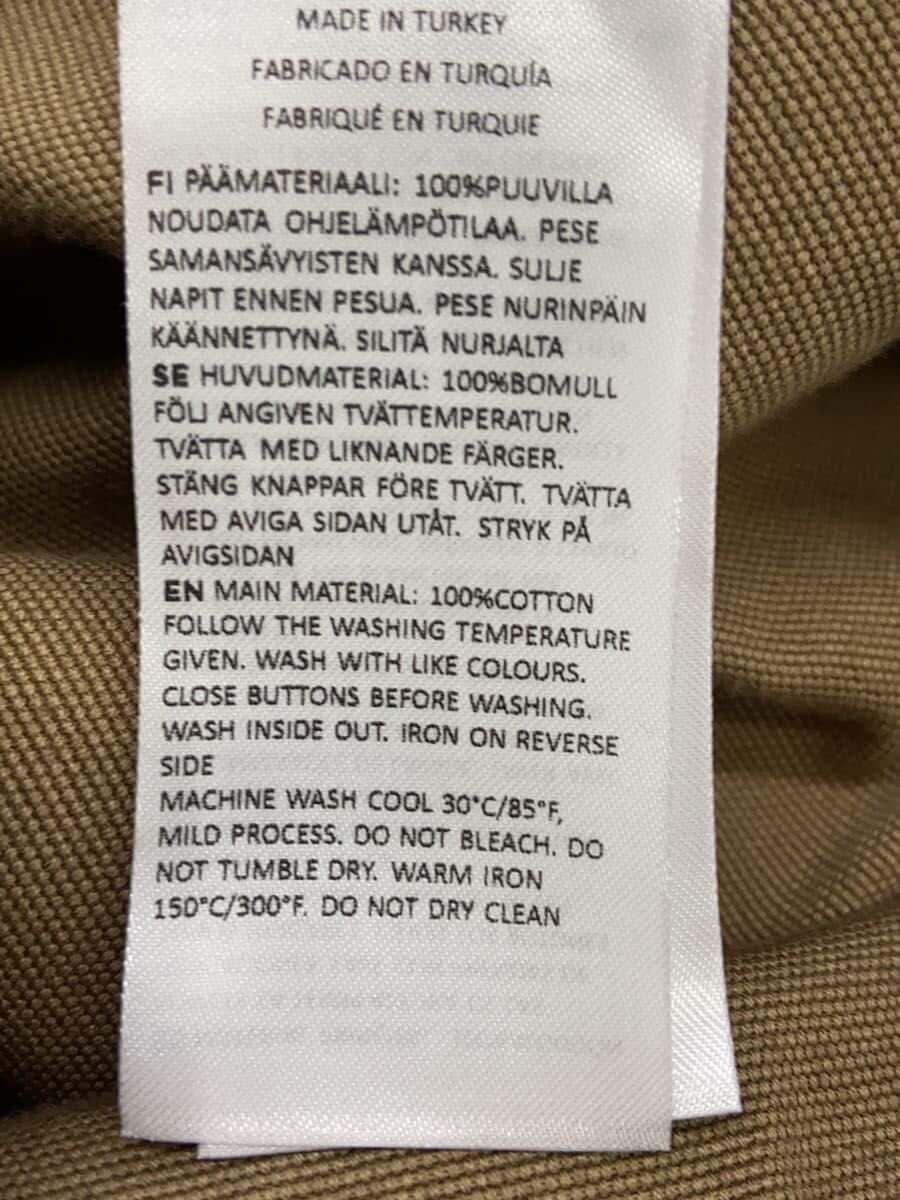 MADE IN TURKEY
FABRICADO EN TURQUÍA
FABRIQUÉ EN TURQUIE
FI PÄÄMATERIAALI: 100%PUUVILLA
NOUDATA OHJELÄMPÖTILAA. PESE
SAMANSÄVYISTEN KANSSA. SULJE
NAPIT ENNEN PESUA. PESE NURINPÄIN
KÄÄNNETTYNÄ. SILITÄ NURJALTA
SE HUVUDMATERIAL: 100%BOMULL
FÖLJ ANGIVEN TVÄTTEMPERATUR.
TVÄTTA MED LIKNANDE FÄRGER.
STÄNG KNAPPAR FÖRE TVÄTT. TVÄTTA
MED AVIGA SIDAN UTÅT. STRYK PÅ
AVIGSIDAN
EN MAIN MATERIAL: 100%COTTON
FOLLOW THE WASHING TEMPERATURE
GIVEN. WASH WITH LIKE COLOURS.
CLOSE BUTTONS BEFORE WASHING.
WASH INSIDE OUT. IRON ON REVERSE
SIDE
MACHINE WASH COOL 30°C/85°F,
MILD PROCESS. DO NOT BLEACH. DO
NOT TUMBLE DRY. WARM IRON
150°C/300°F. DO NOT DRY CLEAN